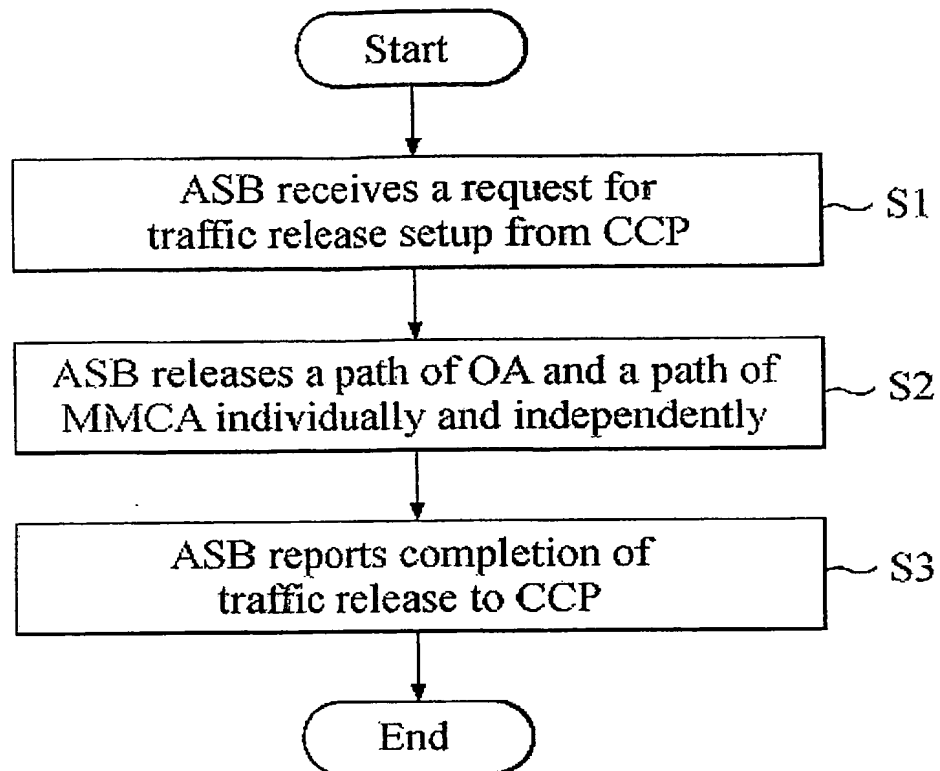 Start
ASB receives a request for
traffic release setup from CCP
S1
ASB releases a path of OA and a path of
MMCA individually and independently
S2
ASB reports completion of
traffic release to CCP
S3
End